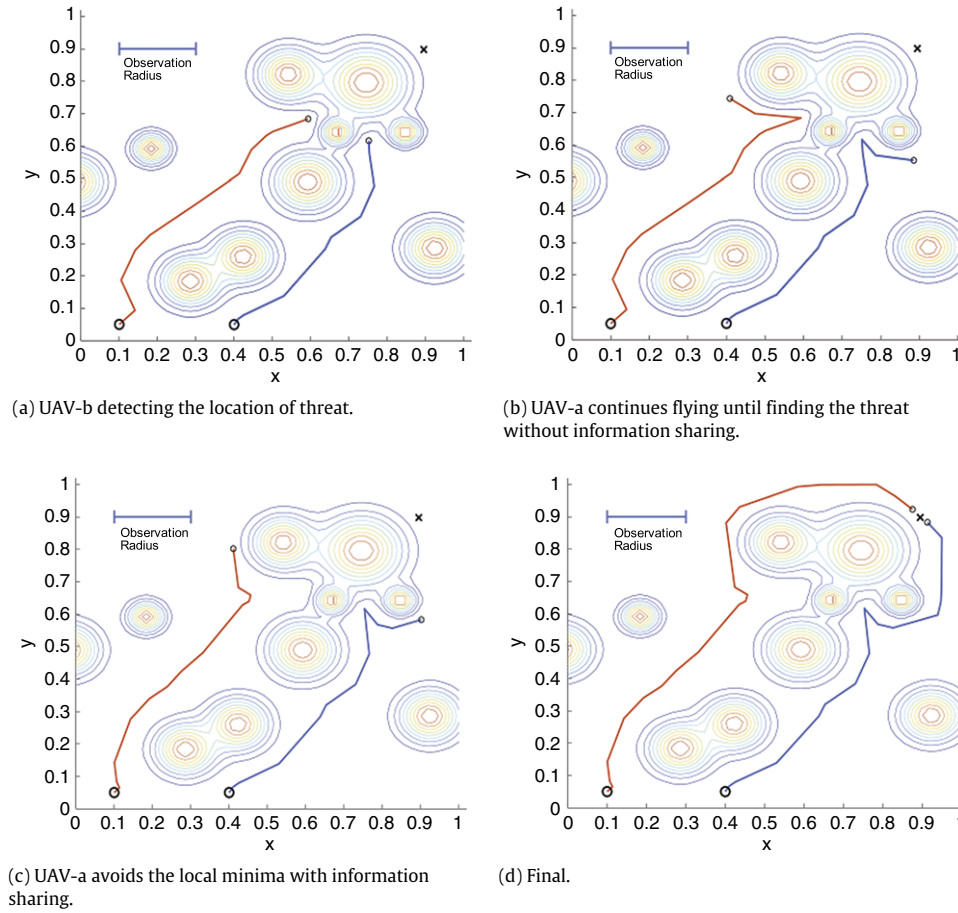 1
0.9
0.8
0.7
0.6
0.5
0.4
0.3
0.2
0.1
0
y
Observation
Radius
0 0.1 0.2 0.3 0.4 0.5 0.6 0.7 0.8 0.9 1
x
(a) UAV-b detecting the location of threat.
1
0.9
0.8
0.7
0.6
0.5
0.4
0.3
0.2
0.1
0
y
Observation
Radius
0 0.1 0.2 0.3 0.4 0.5 0.6 0.7 0.8 0.9 1
x
(b) UAV-a continues flying until finding the threat
without information sharing.
1
0.9
0.8
0.7
0.6
0.5
0.4
0.3
0.2
0.1
0
y
Observation
Radius
0 0.1 0.2 0.3 0.4 0.5 0.6 0.7 0.8 0.9 1
x
(c) UAV-a avoids the local minima with information
sharing.
1
0.9
0.8
0.7
0.6
0.5
0.4
0.3
0.2
0.1
0
y
Observation
Radius
0 0.1 0.2 0.3 0.4 0.5 0.6 0.7 0.8 0.9 1
x
(d) Final.